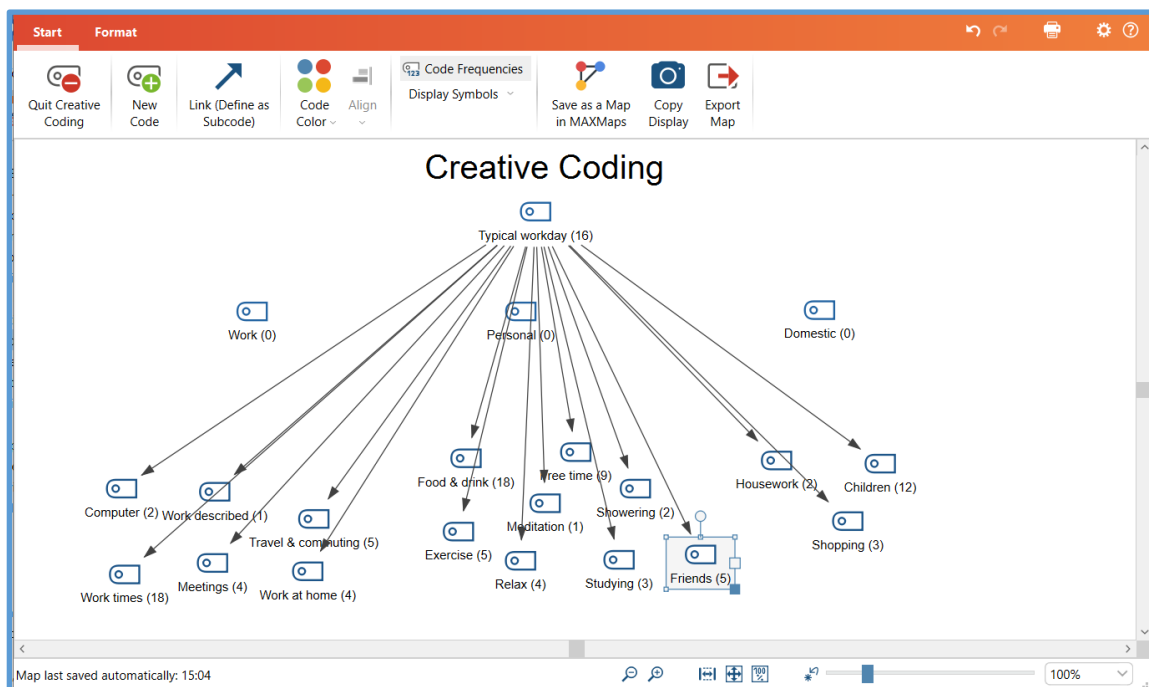 Start Format
Quit Creative
Coding
New
Code
Link (Define as
Subcode)
Code
Color
Align
123 Code Frequencies
Display Symbols
Save as a Map
in MAXMaps
Copy
Display
Export
Map
Creative Coding
Typical workday (16)
Work (0)
Personal (0)
Domestic (0)
Food & drink (18)
Free time (9)
Housework (2)
Children (12)
Computer (2)
Work described (1)
Meditation (1)
Showering (2)
Travel & commuting (5)
Exercise (5)
Shopping (3)
Work times (18)
Meetings (4)
Work at home (4)
Relax (4)
Studying (3)
Friends (5)
Map last saved automatically: 15:04
100%
100%